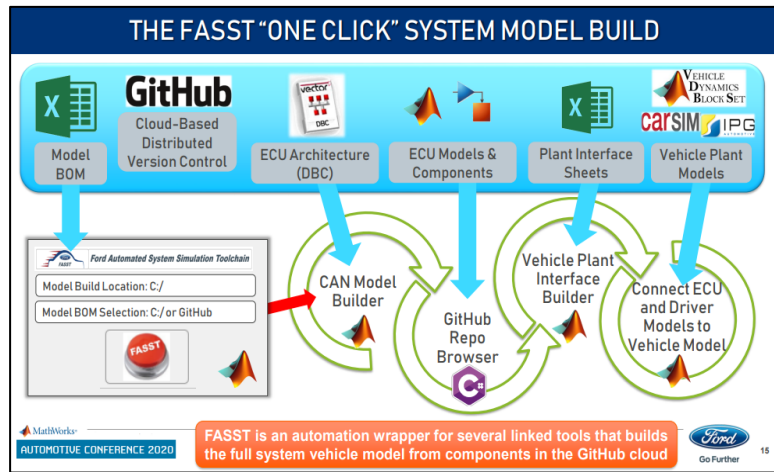 THE FASST “ONE CLICK” SYSTEM MODEL BUILD
X
Model
BOM
GitHub
Cloud-Based
Distributed
Version Control
vector
DBC
ECU Architecture
(DBC)
ECU Models &
Components
X
Plant Interface
Sheets
VEHICLE
DYNAMICS
BLOCK SET
carSIM
IPG
AUTOMOTIVE
Vehicle Plant
Models
FASST
Ford Automated System Simulation Toolchain
Model Build Location: C:/
Model BOM Selection: C:/ or GitHub
FASST
CAN Model
Builder
GitHub
Repo
Browser
C#
Vehicle Plant
Interface
Builder
Connect ECU
and Driver
Models to
Vehicle Model
MathWorks
AUTOMOTIVE CONFERENCE 2020
FASST is an automation wrapper for several linked tools that builds
the full system vehicle model from components in the GitHub cloud
Ford
Go Further
15